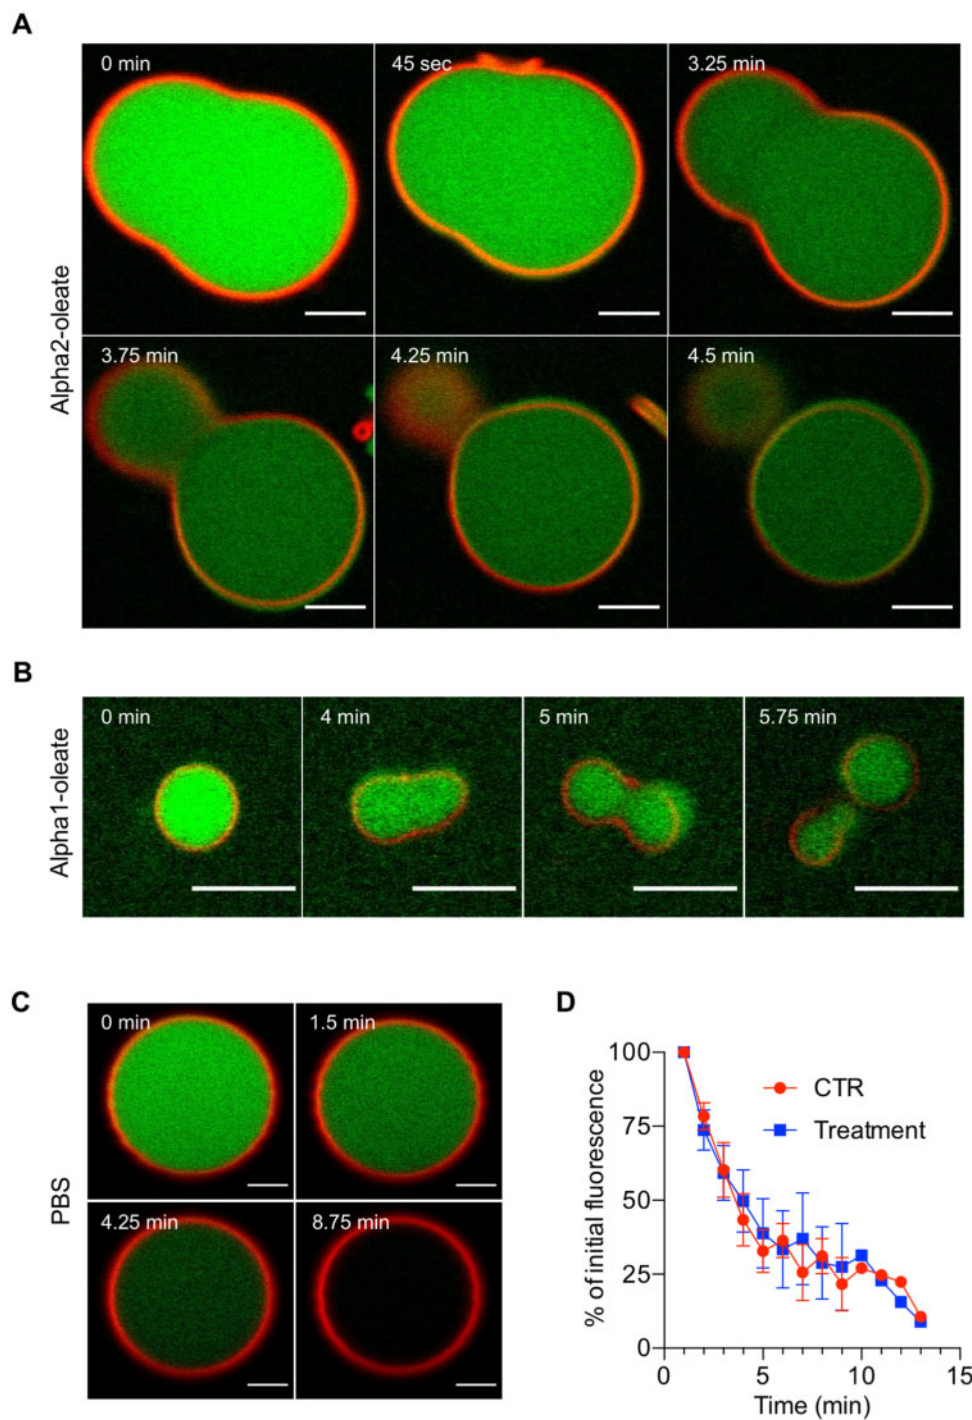 A
Alpha2-oleate
0 min
45 sec
3.25 min
3.75 min
4.25 min
4.5 min
B
Alpha1-oleate
0 min
4 min
5 min
5.75 min
C
PBS
0 min
1.5 min
4.25 min
8.75 min
D
% of initial fluorescence
100
75
50
25
0
CTR
Treatment
0
5
10
15
Time (min)